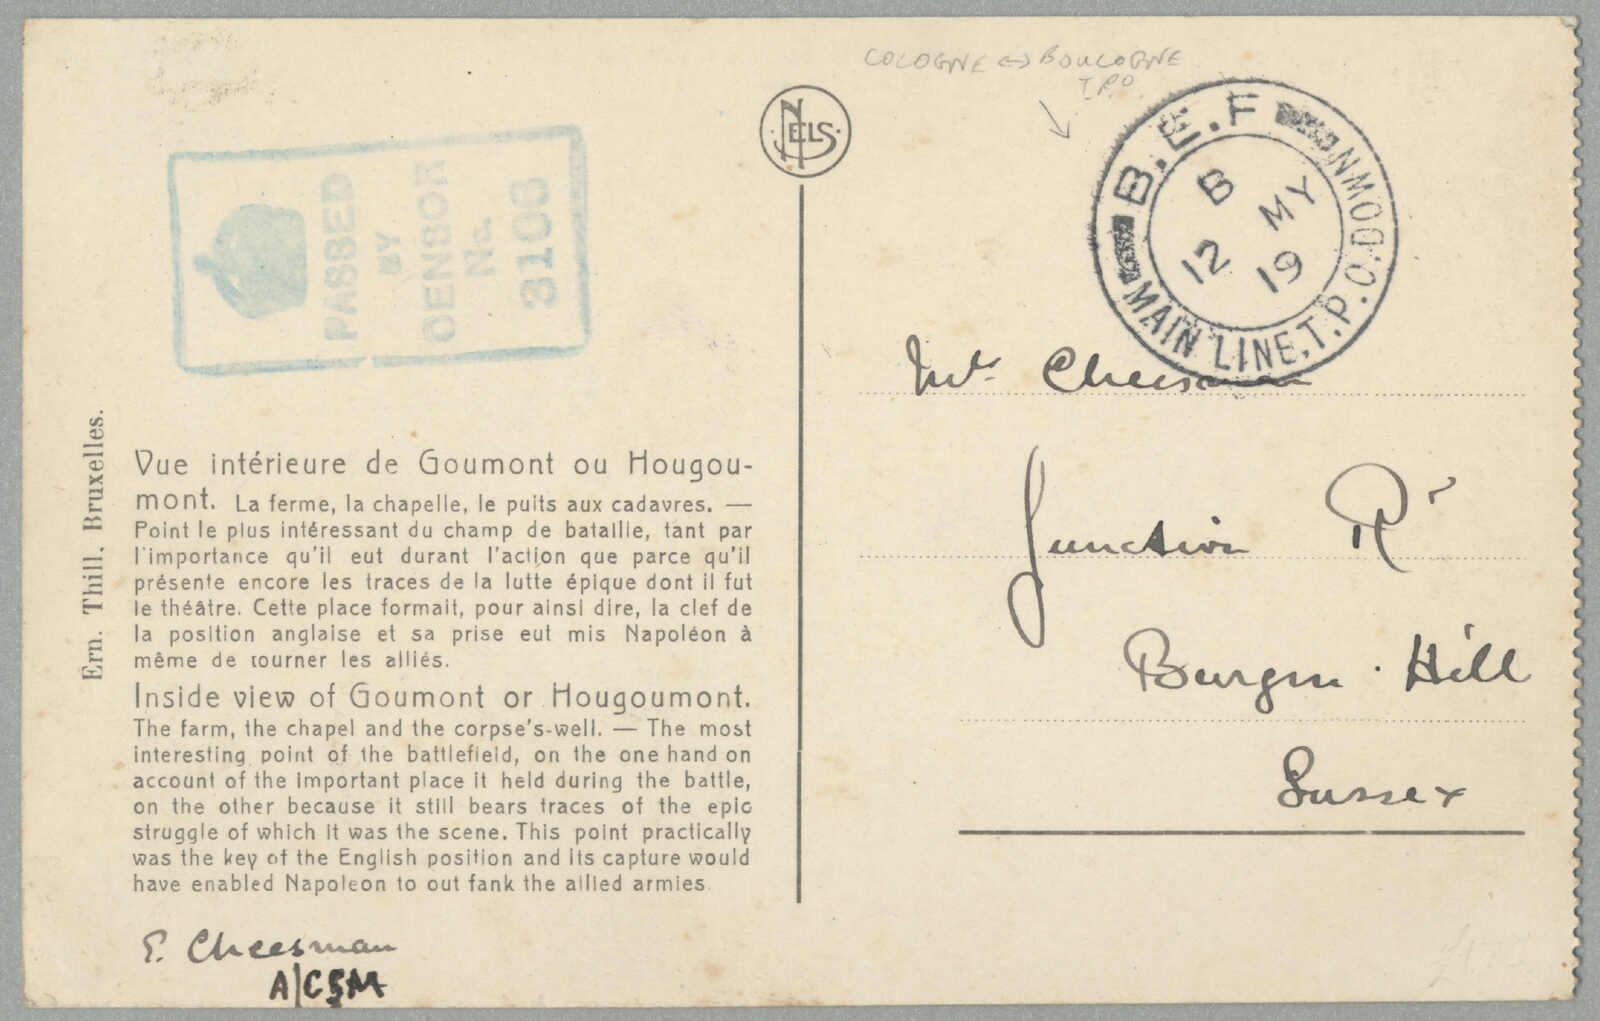 COLOGNE <-> BOULOGNE
T.P.O.
NELS
B.E.F
MAIN LINE.T.P.O.DOWN
B
12 MY
19
PASSED
BY
CENSOR
No.
3108
Mrs Cheesman
Junction Rd
Burgess Hill
Sussex
Ern. Thill, Bruxelles.
Vue intérieure de Goumont ou Hougou-
mont. La ferme, la chapelle, le puits aux cadavres. —
Point le plus intéressant du champ de bataille, tant par
l'importance qu'il eut durant l'action que parce qu'il
présente encore les traces de la lutte épique dont il fut
le théâtre. Cette place formait, pour ainsi dire, la clef de
la position anglaise et sa prise eut mis Napoléon à
même de tourner les alliés.
Inside view of Goumont or Hougoumont.
The farm, the chapel and the corpse's-well. — The most
interesting point of the battlefield, on the one hand on
account of the important place it held during the battle,
on the other because it still bears traces of the epic
struggle of which it was the scene. This point practically
was the key of the English position and its capture would
have enabled Napoleon to out fank the allied armies.
E. Cheesman
A/CSM